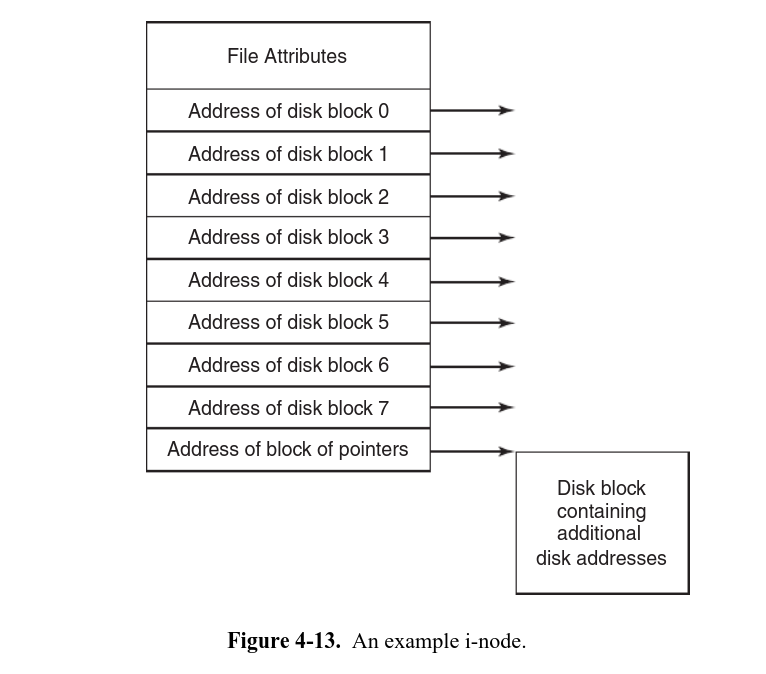 File Attributes
Address of disk block 0
Address of disk block 1
Address of disk block 2
Address of disk block 3
Address of disk block 4
Address of disk block 5
Address of disk block 6
Address of disk block 7
Address of block of pointers
Disk block
containing
additional
disk addresses
Figure 4-13. An example i-node.